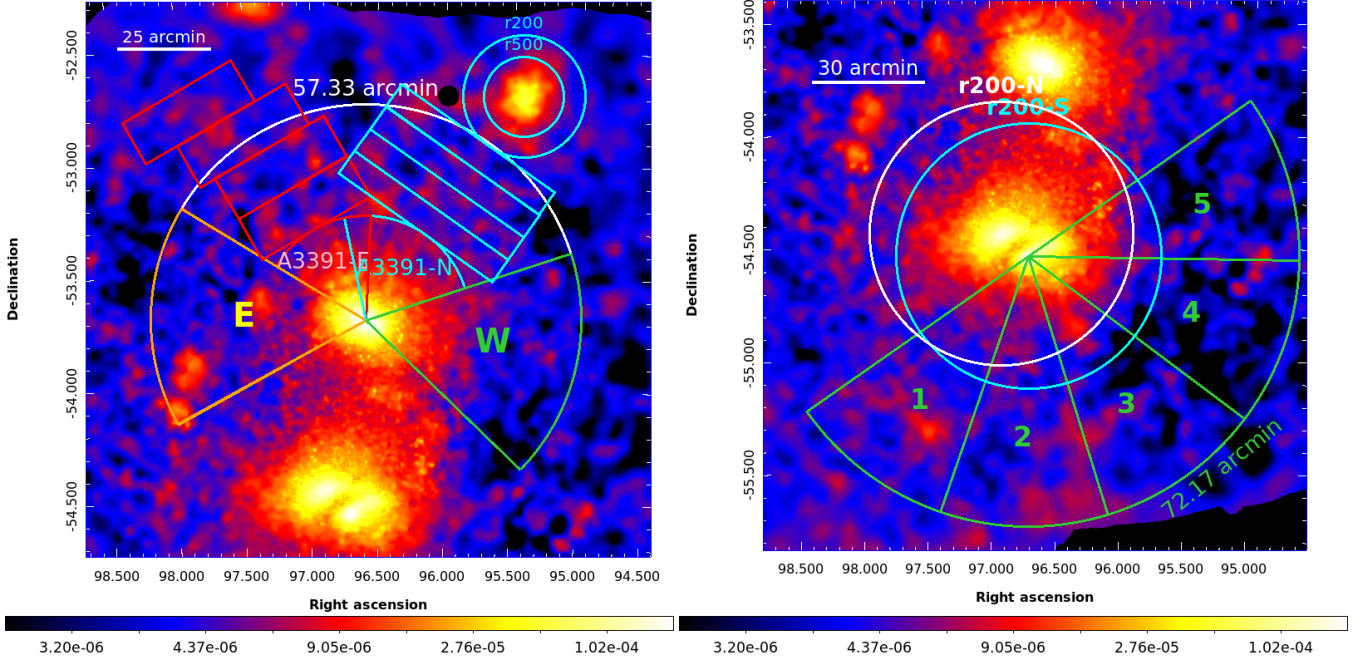 25 arcmin
r200
r500
57.33 arcmin
A3391-E
A3391-N
E
W
Declination
-52.500
-53.000
-53.500
-54.000
-54.500
98.500 98.000 97.500 97.000 96.500 96.000 95.500 95.000 94.500
Right ascension
3.20e-06 4.37e-06 9.05e-06 2.76e-05 1.02e-04
30 arcmin
r200-N
r200-S
5
4
3
2
1
72.17 arcmin
Declination
-53.500
-54.000
-54.500
-55.000
-55.500
98.500 98.000 97.500 97.000 96.500 96.000 95.500 95.000
Right ascension
3.20e-06 4.37e-06 9.05e-06 2.76e-05 1.02e-04